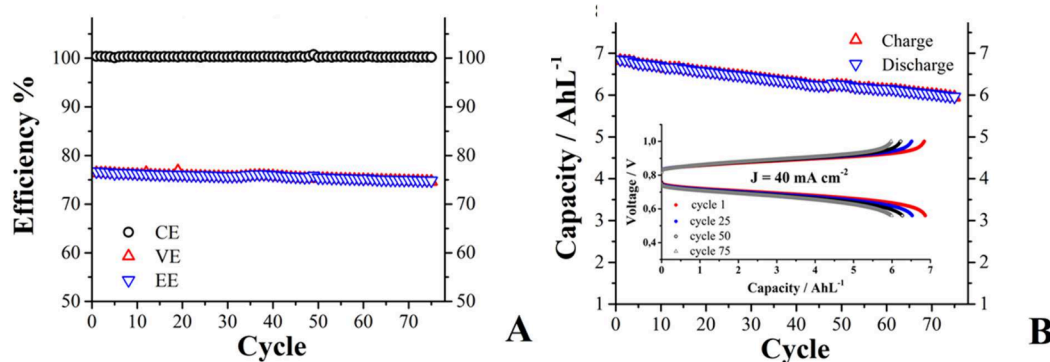 100
90
80
70
60
50
Efficiency %
100
90
80
70
60
50
CE
VE
EE
0 10 20 30 40 50 60 70
Cycle
A
7
6
5
4
3
2
1
Capacity / AhL⁻¹
7
6
5
4
3
2
1
Charge
Discharge
1,0
0,8
0,6
0,4
Voltage / V
J = 40 mA cm⁻²
cycle 1
cycle 25
cycle 50
cycle 75
0 1 2 3 4 5 6 7
Capacity / AhL⁻¹
0 10 20 30 40 50 60 70
Cycle
B